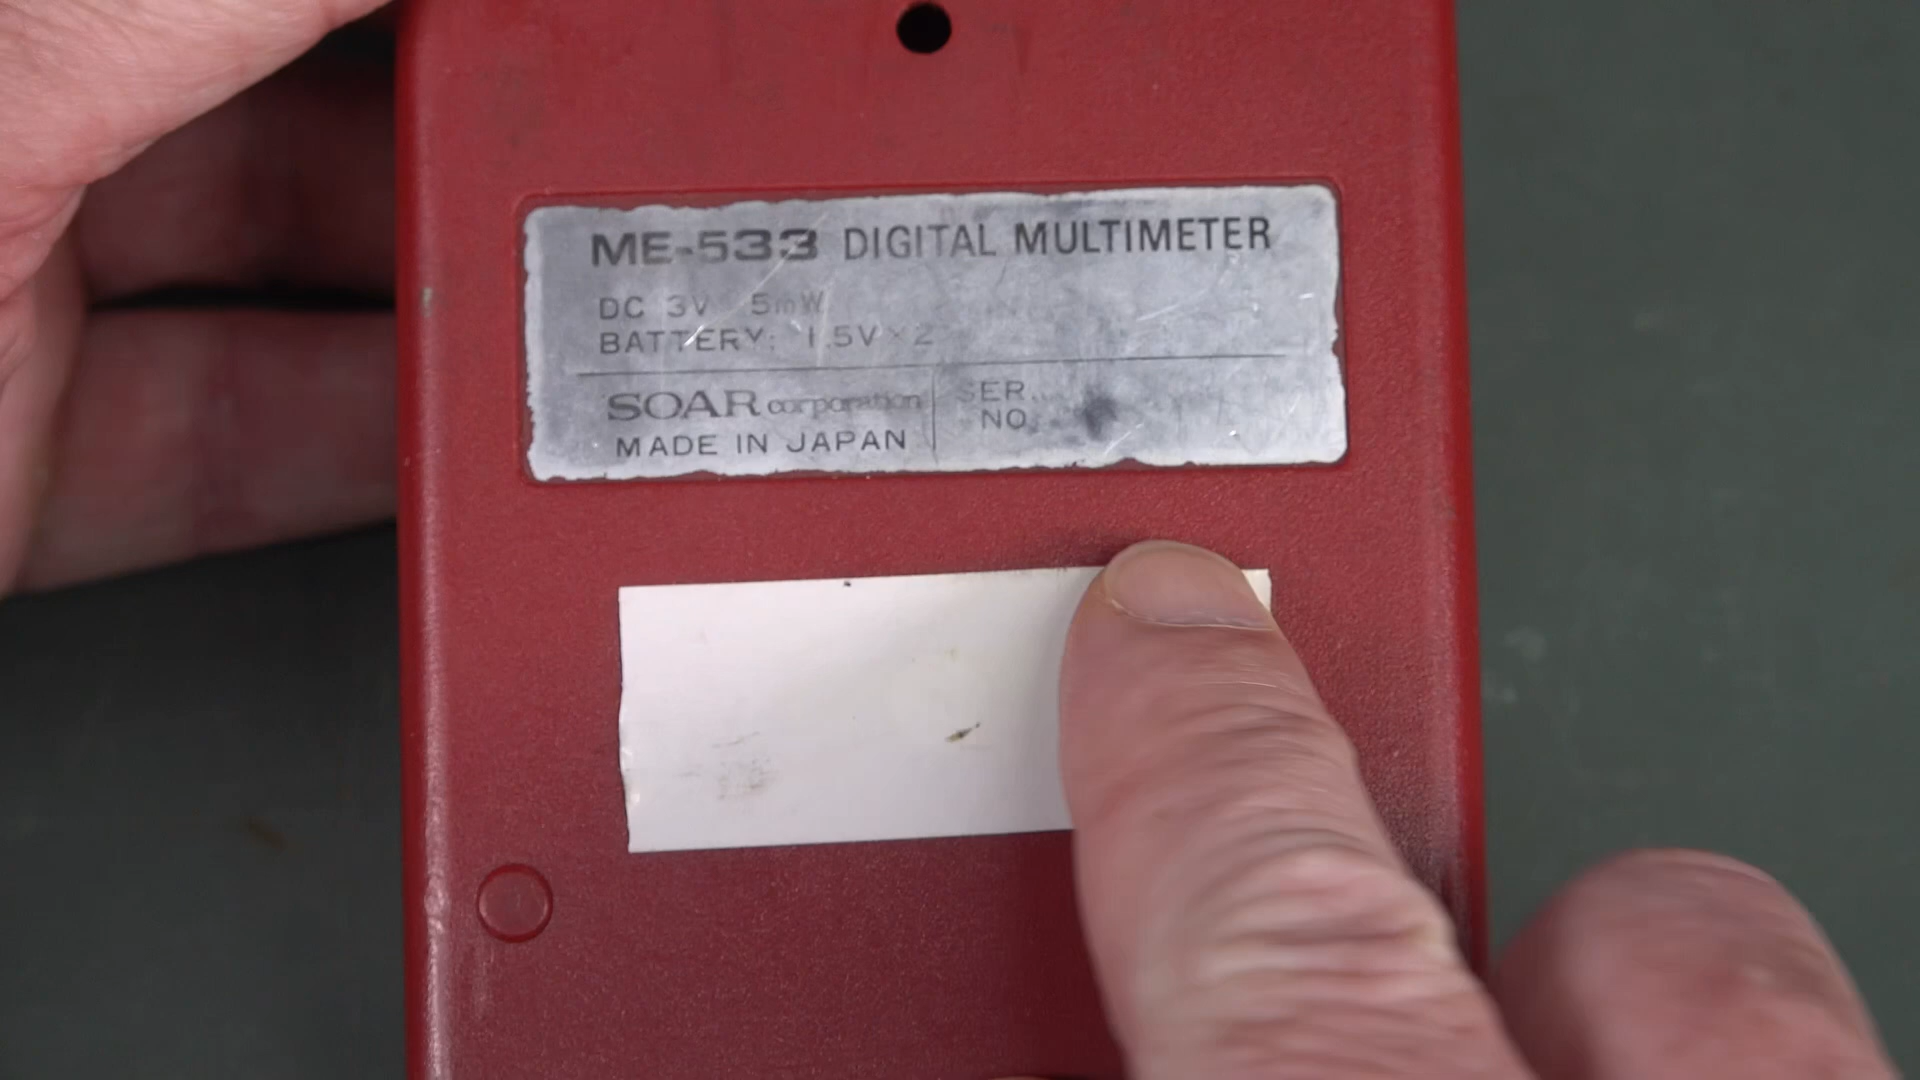 ME-533 DIGITAL MULTIMETER
DC 3V 5mW
BATTERY: 1.5V×2
SOAR corporation
MADE IN JAPAN
SER.
NO.